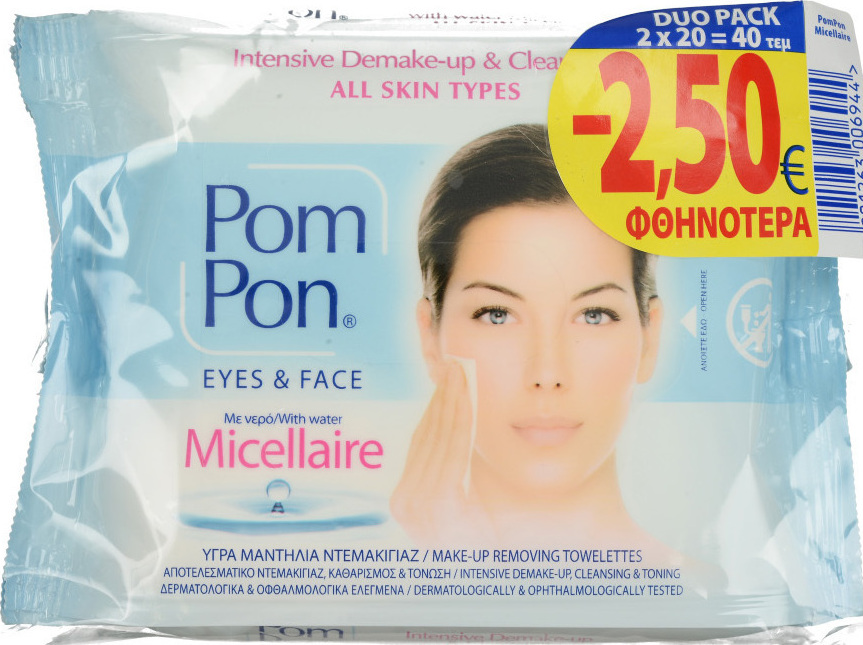 with water
Intensive Demake-up & Clea
ALL SKIN TYPES
DUO PACK
2 x 20 = 40 τεμ
-2,50€
ΦΘΗΝΟΤΕΡΑ
PomPon
Micellaire
Pom
Pon®
EYES & FACE
Με νερό/With water
Micellaire
ΑΝΟΙΞΤΕ ΕΔΩ OPEN HERE
ΥΓΡΑ ΜΑΝΤΗΛΙΑ ΝΤΕΜΑΚΙΓΙΑΖ / MAKE-UP REMOVING TOWELETTES
ΑΠΟΤΕΛΕΣΜΑΤΙΚΟ ΝΤΕΜΑΚΙΓΙΑΖ, ΚΑΘΑΡΙΣΜΟΣ & ΤΟΝΩΣΗ / INTENSIVE DEMAKE-UP, CLEANSING & TONING
ΔΕΡΜΑΤΟΛΟΓΙΚΑ & ΟΦΘΑΛΜΟΛΟΓΙΚΑ ΕΛΕΓΜΕΝΑ / DERMATOLOGICALLY & OPHTHALMOLOGICALLY TESTED
Pom
Pon
Intensive Demake-up